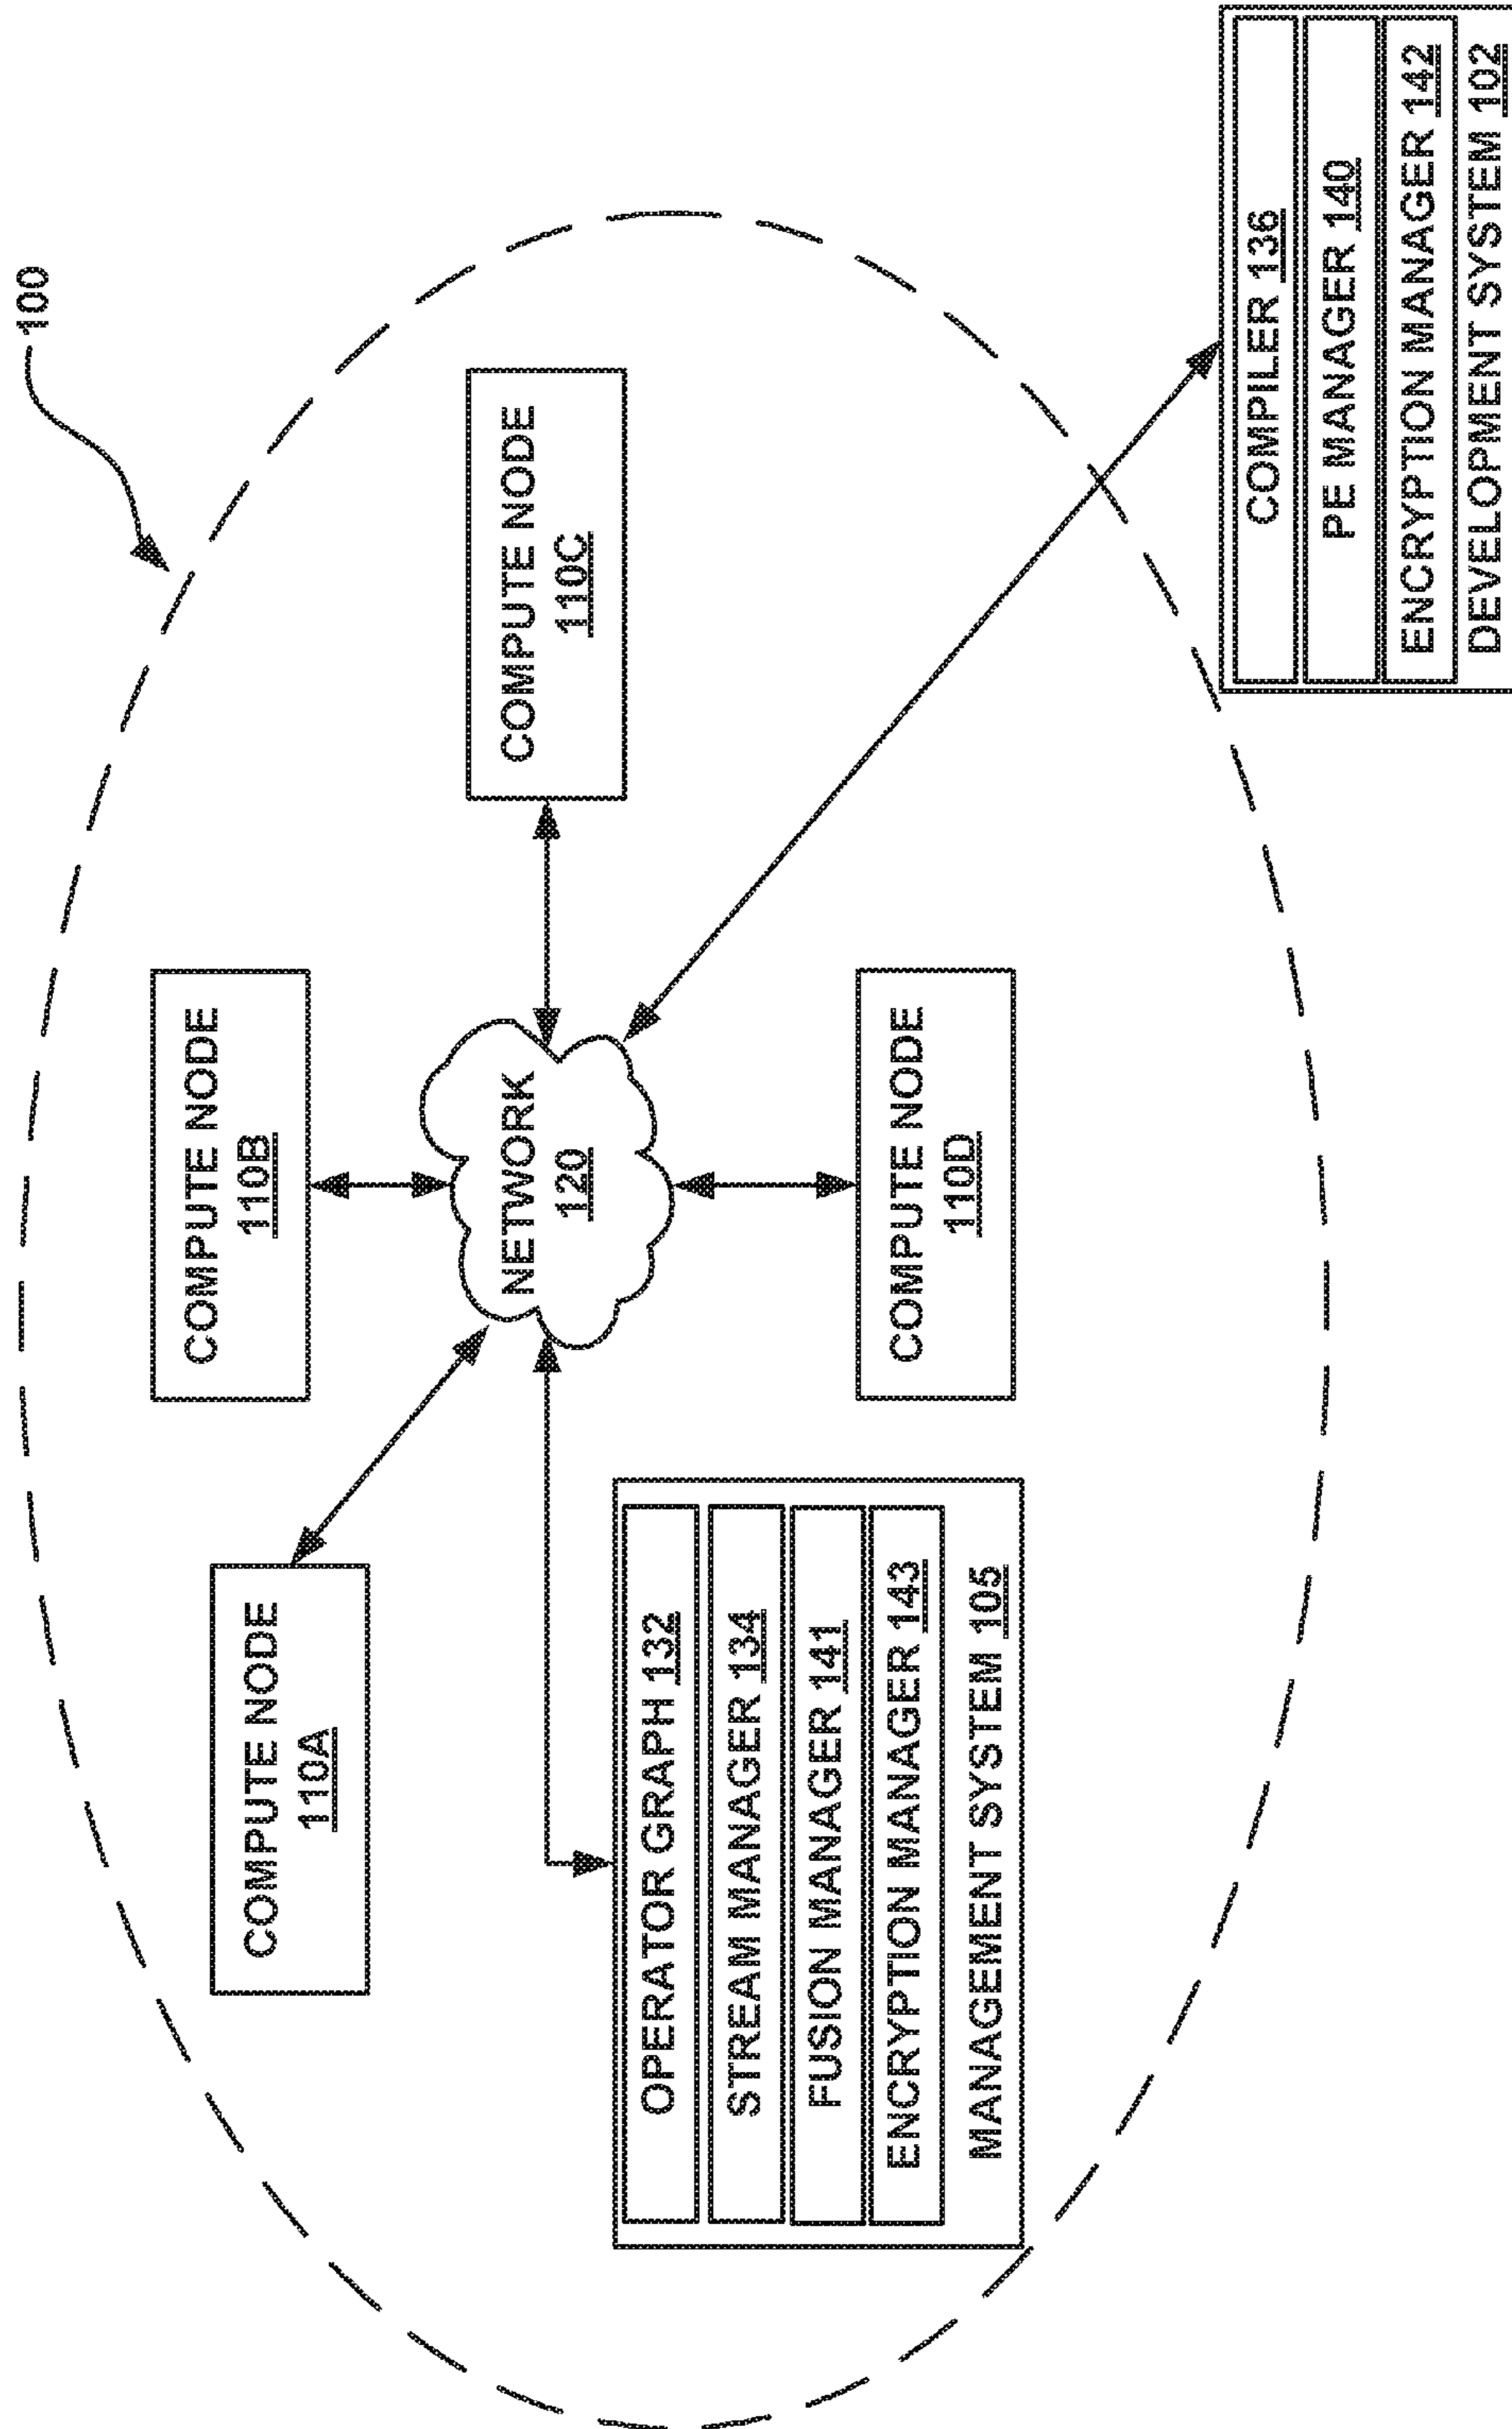 100
COMPUTE NODE
110B
COMPUTE NODE
110A
COMPUTE NODE
110C
NETWORK
120
OPERATOR GRAPH 132
STREAM MANAGER 134
FUSION MANAGER 141
ENCRYPTION MANAGER 143
MANAGEMENT SYSTEM 105
COMPUTE NODE
110D
COMPILER 136
PE MANAGER 140
ENCRYPTION MANAGER 142
DEVELOPMENT SYSTEM 102